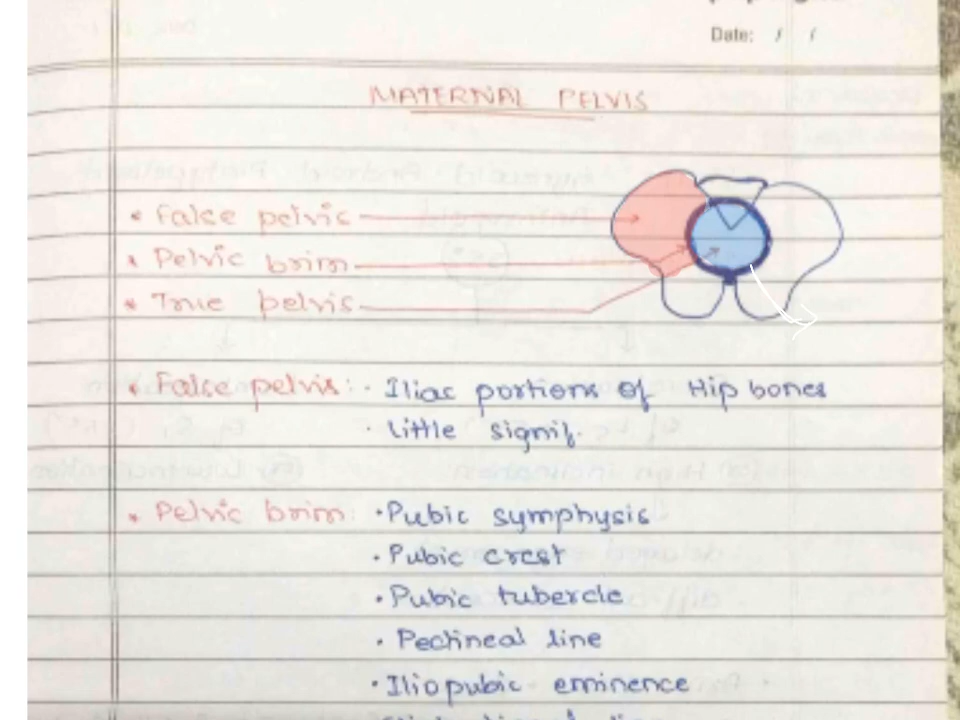 Date: / /
MATERNAL PELVIS
* False pelvis
* Pelvic brim
* True pelvis
* False pelvis: · Iliac portions of Hip bones
little signif.
* Pelvic brim: · Pubic symphysis
· Pubic crest
· Pubic tubercle
· Pectineal line
· Iliopubic eminence